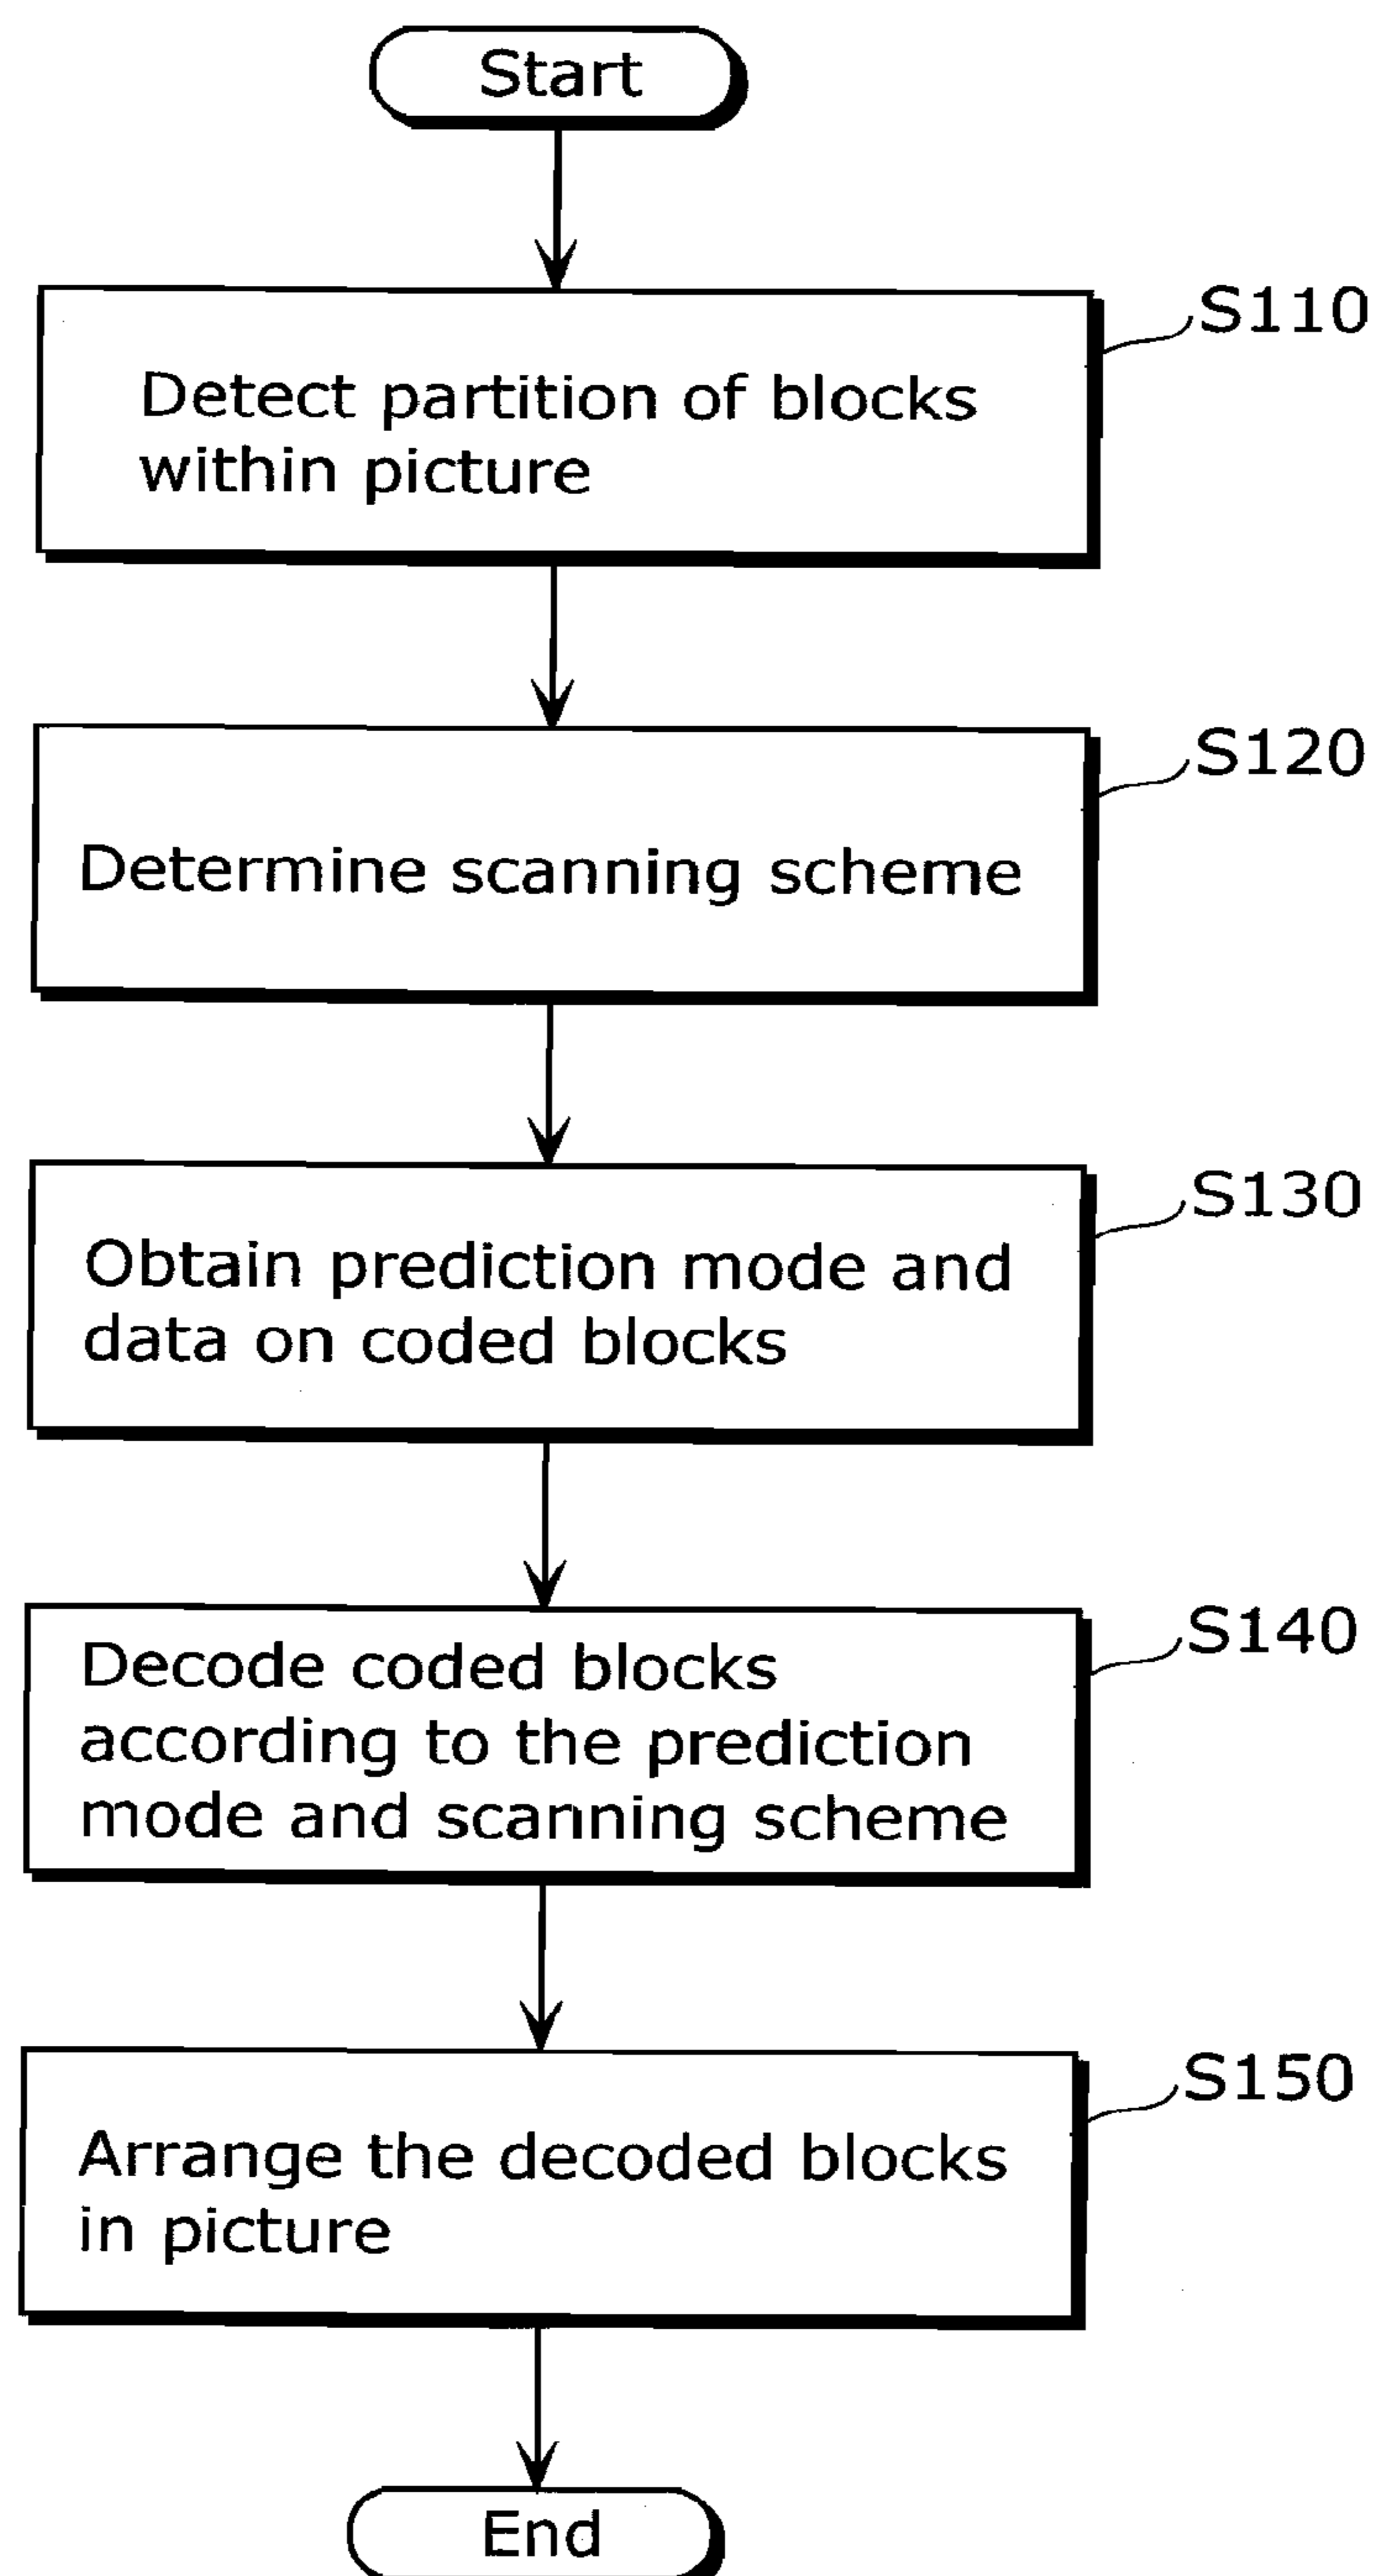 Start
S110
Detect partition of blocks
within picture
S120
Determine scanning scheme
S130
Obtain prediction mode and
data on coded blocks
S140
Decode coded blocks
according to the prediction
mode and scanning scheme
S150
Arrange the decoded blocks
in picture
End